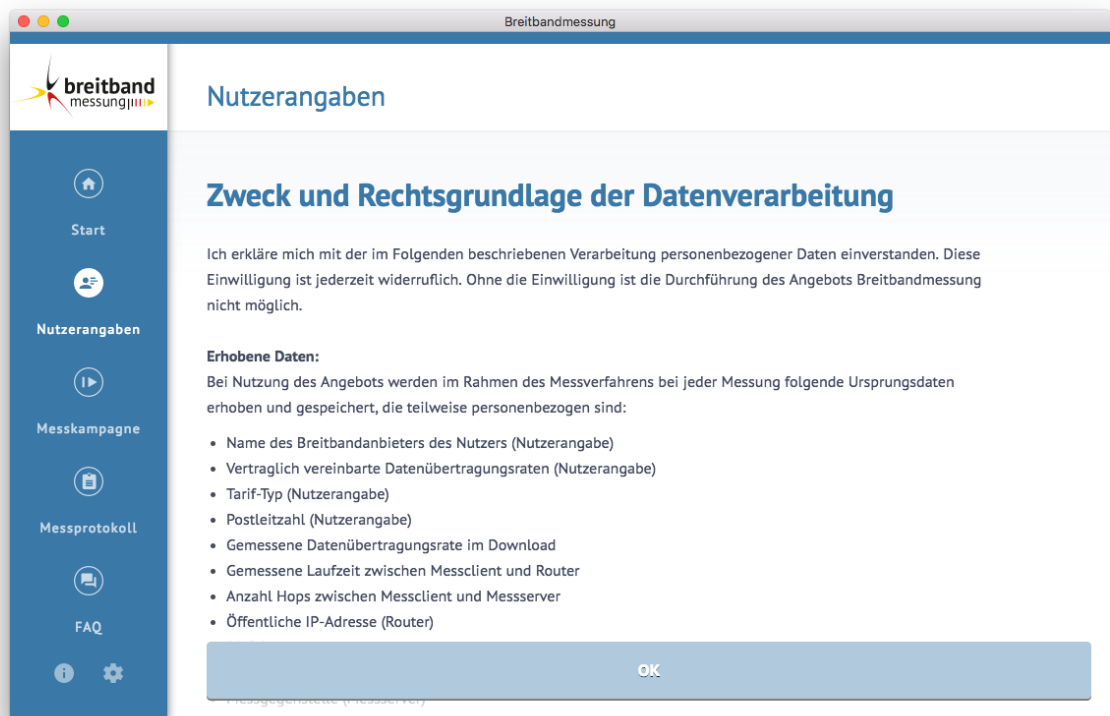 Breitbandmessung
breitband
messung
Nutzerangaben
Start
Nutzerangaben
Messkampagne
Messprotokoll
FAQ
Zweck und Rechtsgrundlage der Datenverarbeitung
Ich erkläre mich mit der im Folgenden beschriebenen Verarbeitung personenbezogener Daten einverstanden. Diese
Einwilligung ist jederzeit widerruflich. Ohne die Einwilligung ist die Durchführung des Angebots Breitbandmessung
nicht möglich.
Erhobene Daten:
Bei Nutzung des Angebots werden im Rahmen des Messverfahrens bei jeder Messung folgende Ursprungsdaten
erhoben und gespeichert, die teilweise personenbezogen sind:
• Name des Breitbandanbieters des Nutzers (Nutzerangabe)
• Vertraglich vereinbarte Datenübertragungsraten (Nutzerangabe)
• Tarif-Typ (Nutzerangabe)
• Postleitzahl (Nutzerangabe)
• Gemessene Datenübertragungsrate im Download
• Gemessene Laufzeit zwischen Messclient und Router
• Anzahl Hops zwischen Messclient und Messserver
• Öffentliche IP-Adresse (Router)
OK